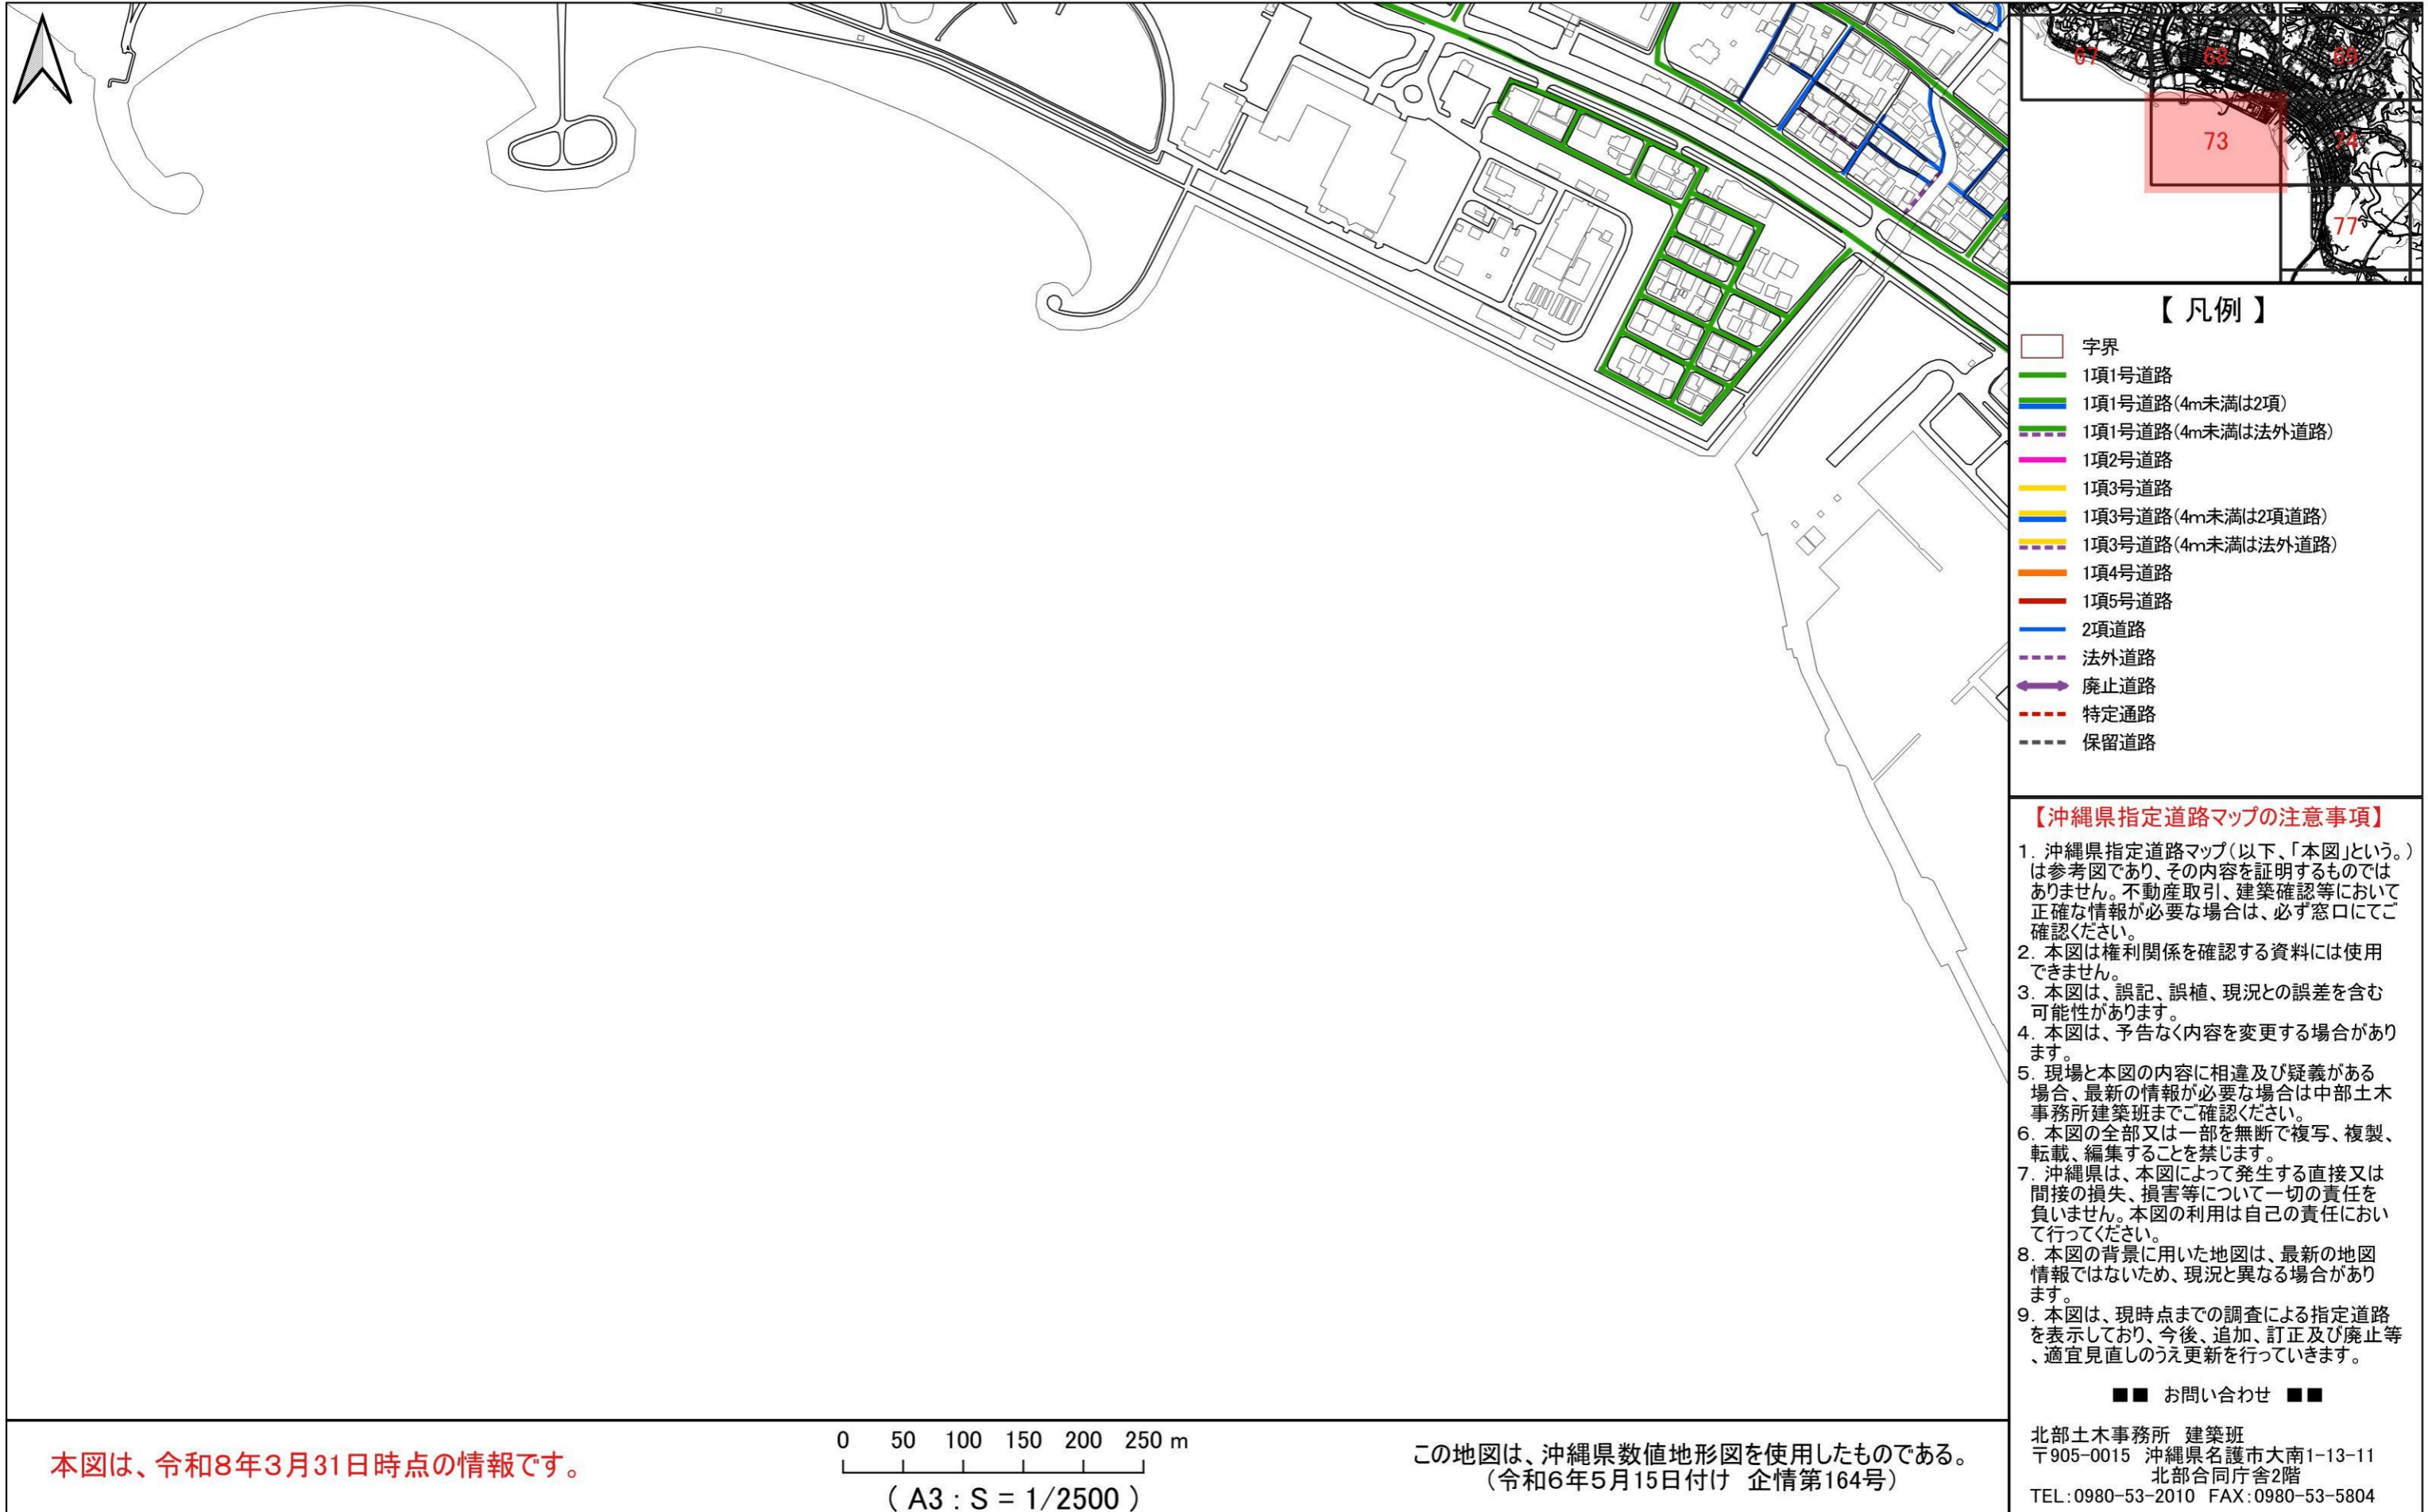 67
68
69
73
74
77
【 凡例 】
字界
1項1号道路
1項1号道路(4m未満は2項)
1項1号道路(4m未満は法外道路)
1項2号道路
1項3号道路
1項3号道路(4m未満は2項道路)
1項3号道路(4m未満は法外道路)
1項4号道路
1項5号道路
2項道路
法外道路
廃止道路
特定通路
保留道路
【沖縄県指定道路マップの注意事項】
1. 沖縄県指定道路マップ(以下、「本図」という。)
は参考図であり、その内容を証明するものでは
ありません。不動産取引、建築確認等において
正確な情報が必要な場合は、必ず窓口にてご
確認ください。
2. 本図は権利関係を確認する資料には使用
できません。
3. 本図は、誤記、誤植、現況との誤差を含む
可能性があります。
4. 本図は、予告なく内容を変更する場合があり
ます。
5. 現場と本図の内容に相違及び疑義がある
場合、最新の情報が必要な場合は中部土木
事務所建築班までご確認ください。
6. 本図の全部又は一部を無断で複写、複製、
転載、編集することを禁じます。
7. 沖縄県は、本図によって発生する直接又は
間接の損失、損害等について一切の責任を
負いません。本図の利用は自己の責任におい
て行ってください。
8. 本図の背景に用いた地図は、最新の地図
情報ではないため、現況と異なる場合があり
ます。
9. 本図は、現時点までの調査による指定道路
を表示しており、今後、追加、訂正及び廃止等
、適宜見直しのうえ更新を行っていきます。
■■ お問い合わせ ■■
北部土木事務所 建築班
〒905-0015 沖縄県名護市大南1-13-11
北部合同庁舎2階
TEL:0980-53-2010 FAX:0980-53-5804
本図は、令和8年3月31日時点の情報です。
0 50 100 150 200 250 m
( A3 : S = 1/2500 )
この地図は、沖縄県数値地形図を使用したものである。
(令和6年5月15日付け 企情第164号)